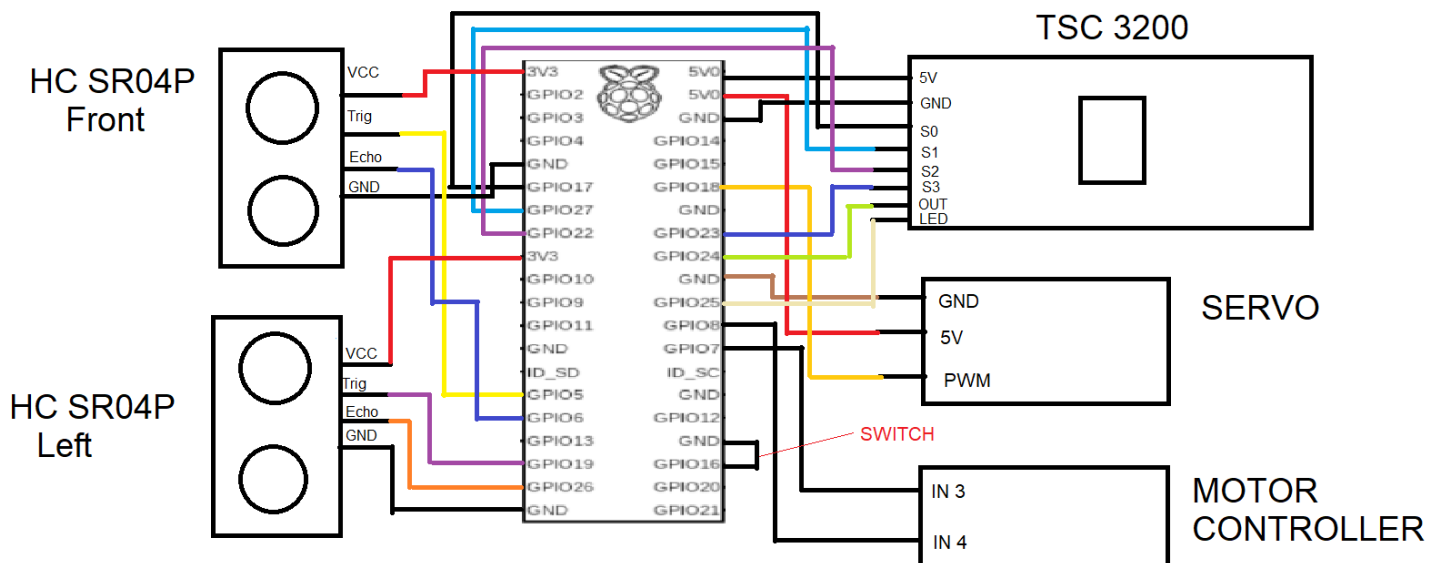 TSC 3200
HC SR04P
Front
VCC
Trig
Echo
GND
3V3
GPIO2
GPIO3
GPIO4
GND
GPIO17
GPIO27
GPIO22
3V3
GPIO10
GPIO9
GPIO11
GND
ID_SD
GPIO5
GPIO6
GPIO13
GPIO19
GPIO26
GND
5V0
5V0
GND
GPIO14
GPIO15
GPIO18
GND
GPIO23
GPIO24
GND
GPIO25
GPIO8
GPIO7
ID_SC
GND
GPIO12
GND
GPIO16
GPIO20
GPIO21
5V
GND
S0
S1
S2
S3
OUT
LED
HC SR04P
Left
VCC
Trig
Echo
GND
GND
5V
PWM
SERVO
SWITCH
IN 3
IN 4
MOTOR
CONTROLLER